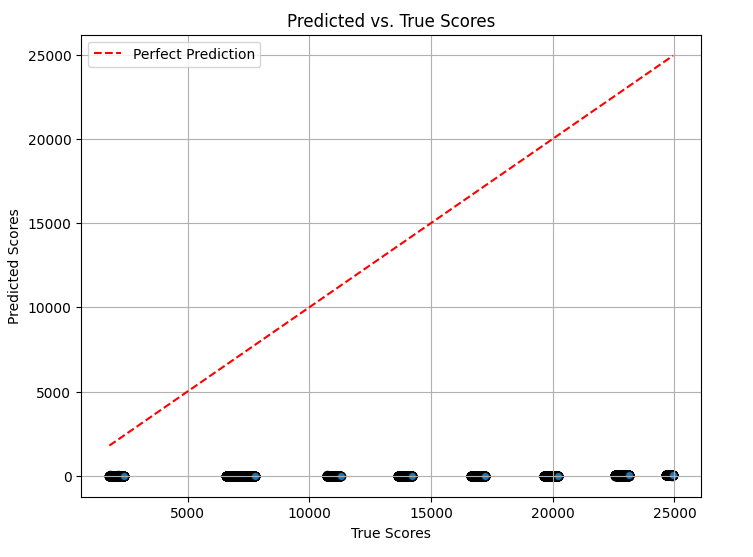 Predicted vs. True Scores
Perfect Prediction
25000
20000
15000
10000
5000
0
Predicted Scores
5000
10000
15000
20000
25000
True Scores